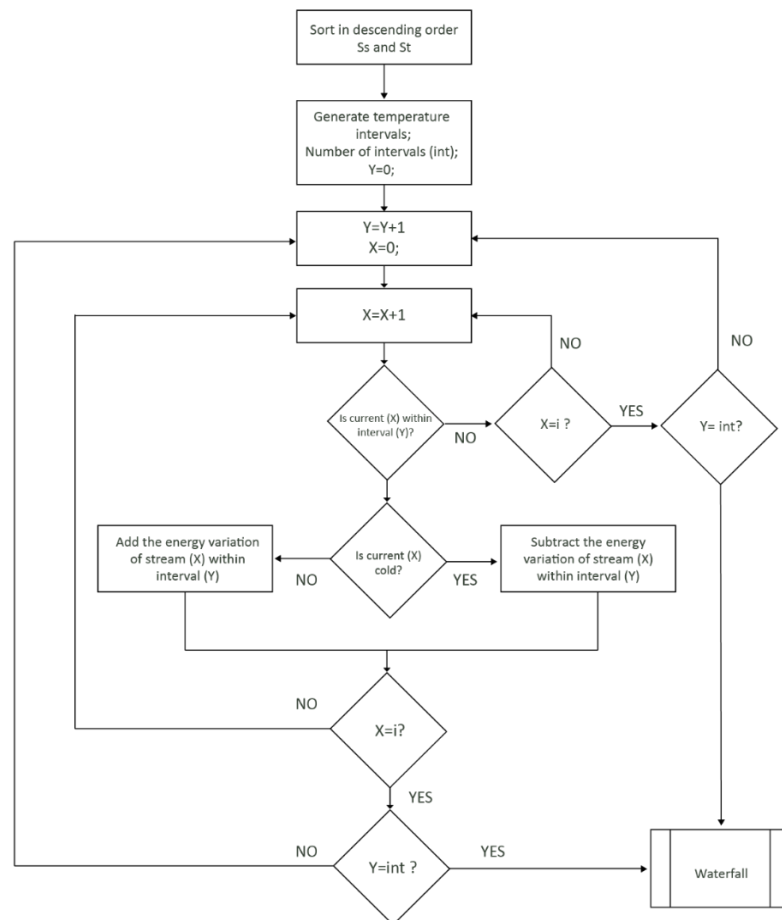 Sort in descending order
Ss and St
Generate temperature
intervals;
Number of intervals (int);
Y=0;
Y=Y+1
X=0;
X=X+1
NO
NO
Is current (X) within
interval (Y)?
NO
X=i ?
YES
Y= int?
Add the energy variation
of stream (X) within
interval (Y)
NO
Is current (X)
cold?
YES
Subtract the energy
variation of stream (X)
within interval (Y)
NO
X=i?
YES
NO
Y=int ?
YES
Waterfall